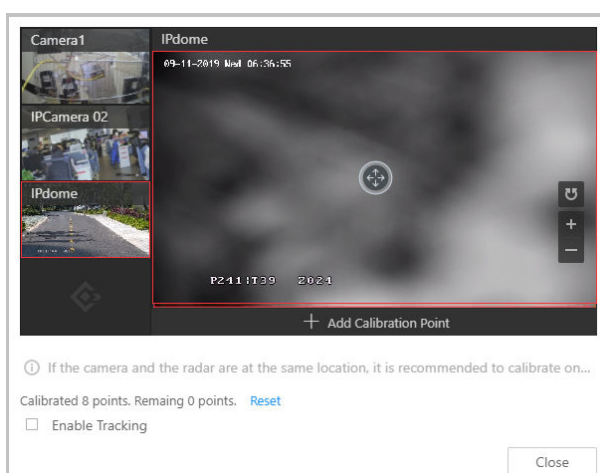 Camera1
IPdome
09-11-2019 Wed 06:36:55
IPCamera 02
IPdome
P241:T39 Z024
Add Calibration Point
If the camera and the radar are at the same location, it is recommended to calibrate on...
Calibrated 8 points. Remaing 0 points. Reset
Enable Tracking
Close